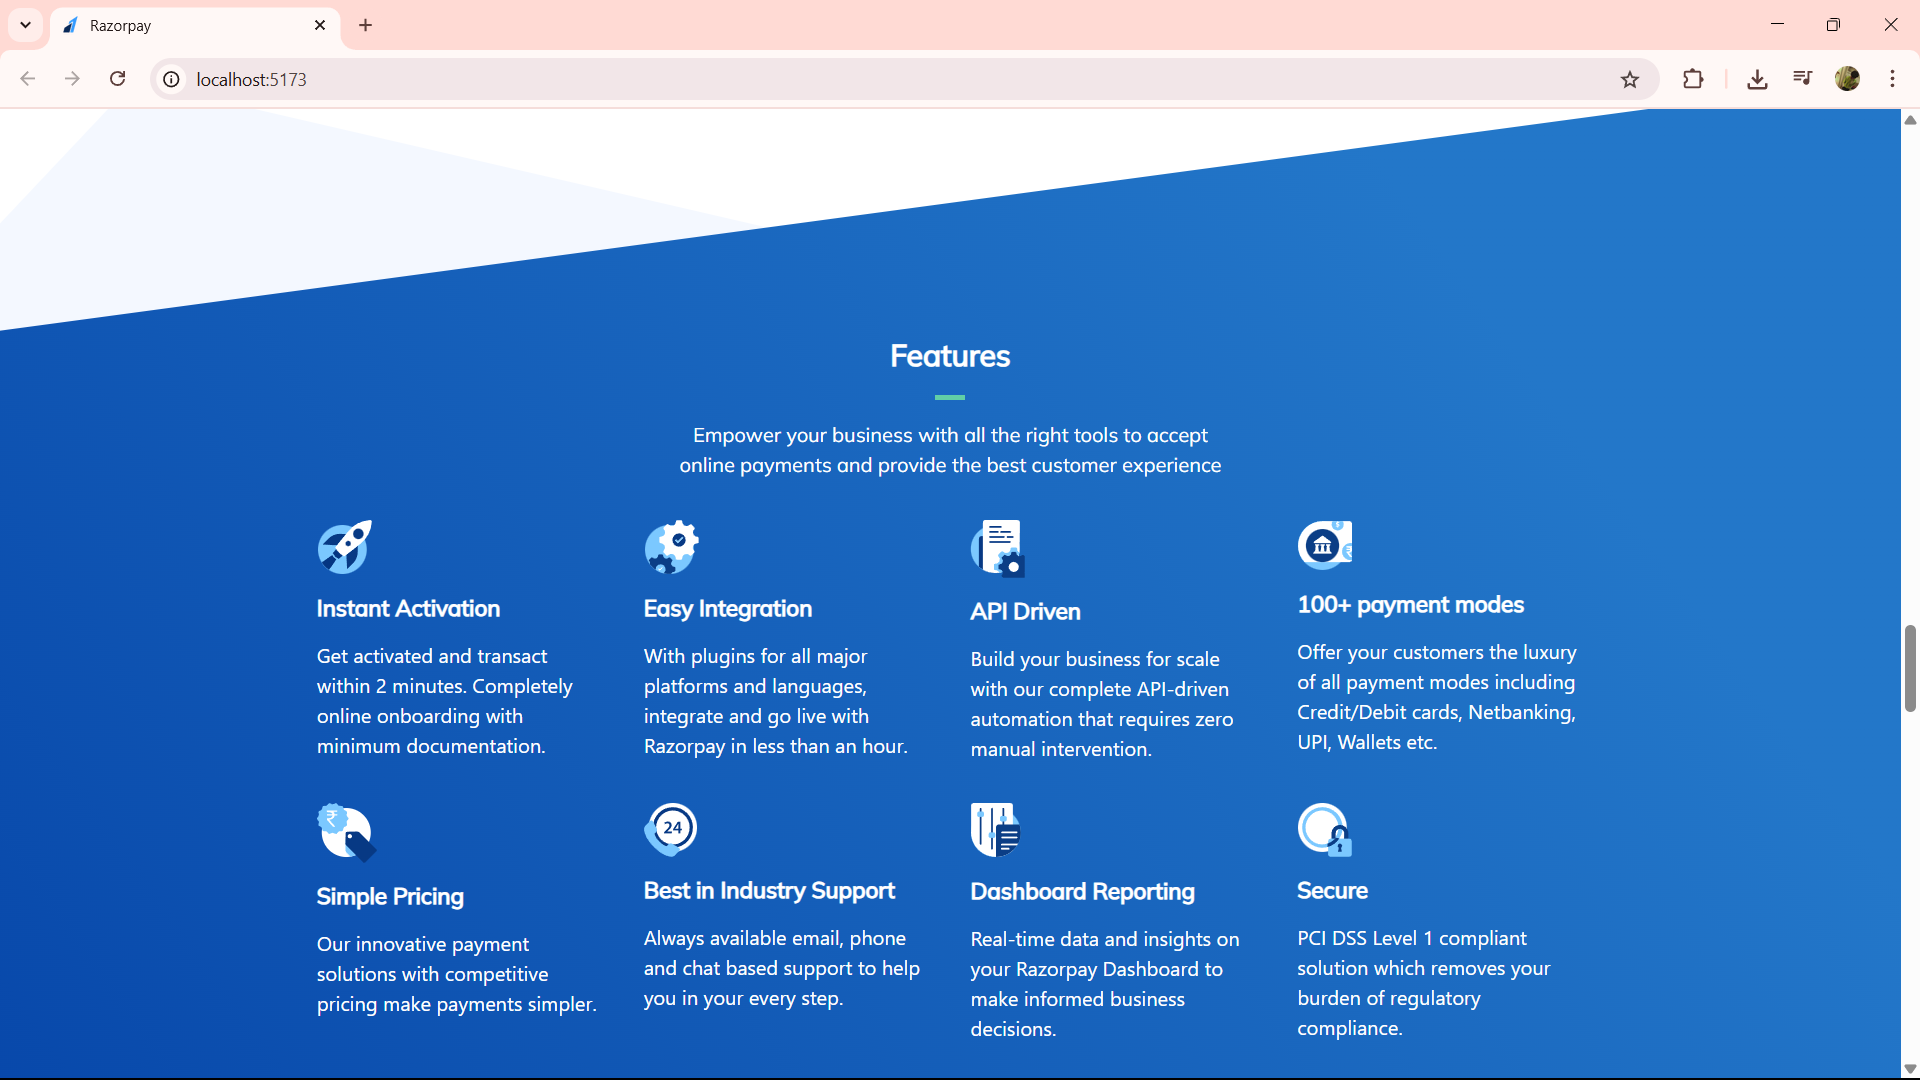 Razorpay
localhost:5173
Features
Empower your business with all the right tools to accept
online payments and provide the best customer experience
Instant Activation
Get activated and transact
within 2 minutes. Completely
online onboarding with
minimum documentation.
Easy Integration
With plugins for all major
platforms and languages,
integrate and go live with
Razorpay in less than an hour.
API Driven
Build your business for scale
with our complete API-driven
automation that requires zero
manual intervention.
100+ payment modes
Offer your customers the luxury
of all payment modes including
Credit/Debit cards, Netbanking,
UPI, Wallets etc.
₹
Simple Pricing
Our innovative payment
solutions with competitive
pricing make payments simpler.
24
Best in Industry Support
Always available email, phone
and chat based support to help
you in your every step.
Dashboard Reporting
Real-time data and insights on
your Razorpay Dashboard to
make informed business
decisions.
Secure
PCI DSS Level 1 compliant
solution which removes your
burden of regulatory
compliance.